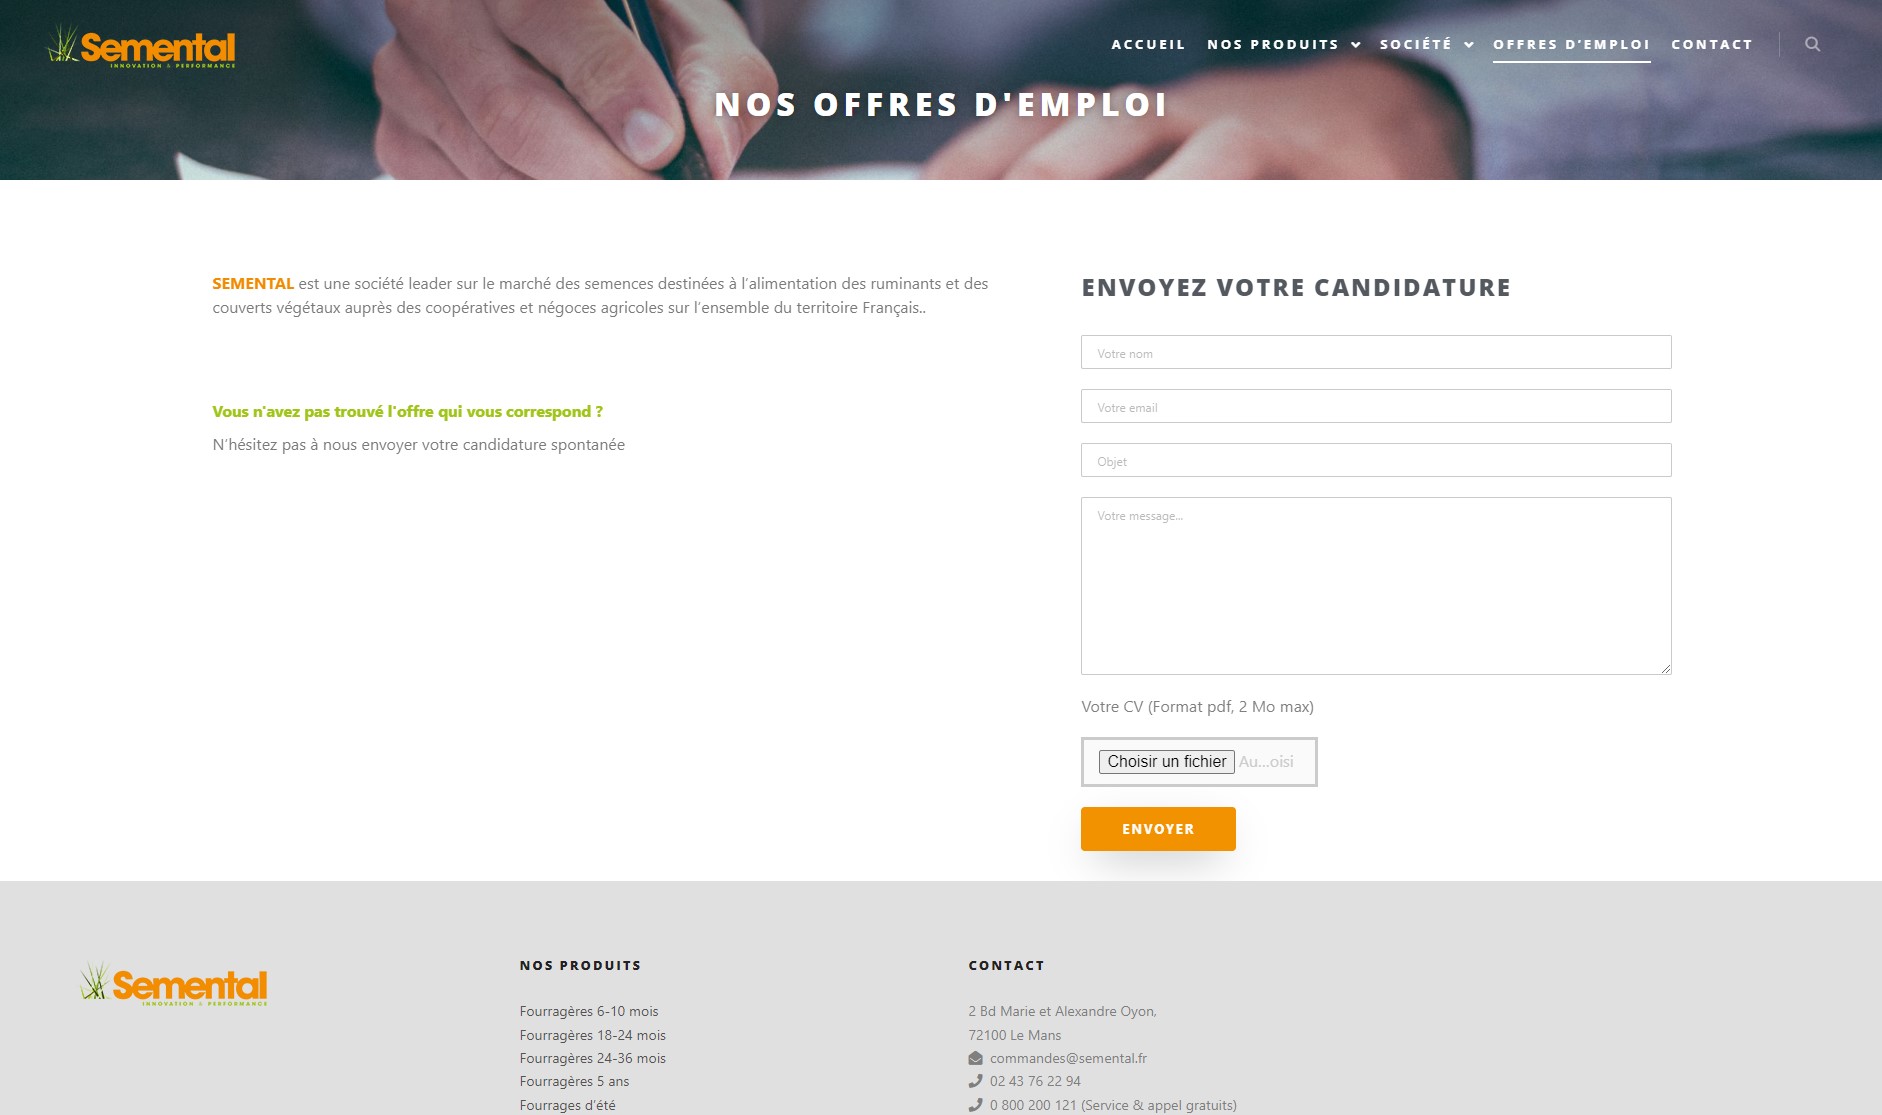 Semental
INNOVATION & PERFORMANCE
ACCUEIL NOS PRODUITS SOCIÉTÉ OFFRES D'EMPLOI CONTACT
NOS OFFRES D'EMPLOI
SEMENTAL est une société leader sur le marché des semences destinées à l'alimentation des ruminants et des
couverts végétaux auprès des coopératives et négoces agricoles sur l'ensemble du territoire Français..
Vous n'avez pas trouvé l'offre qui vous correspond ?
N'hésitez pas à nous envoyer votre candidature spontanée
ENVOYEZ VOTRE CANDIDATURE
Votre nom
Votre email
Objet
Votre message...
Votre CV (Format pdf, 2 Mo max)
Choisir un fichier Au...oisi
ENVOYER
Semental
INNOVATION & PERFORMANCE
NOS PRODUITS
Fourragères 6-10 mois
Fourragères 18-24 mois
Fourragères 24-36 mois
Fourragères 5 ans
Fourrages d'été
CONTACT
2 Bd Marie et Alexandre Oyon,
72100 Le Mans
commandes@semental.fr
02 43 76 22 94
0 800 200 121 (Service & appel gratuits)